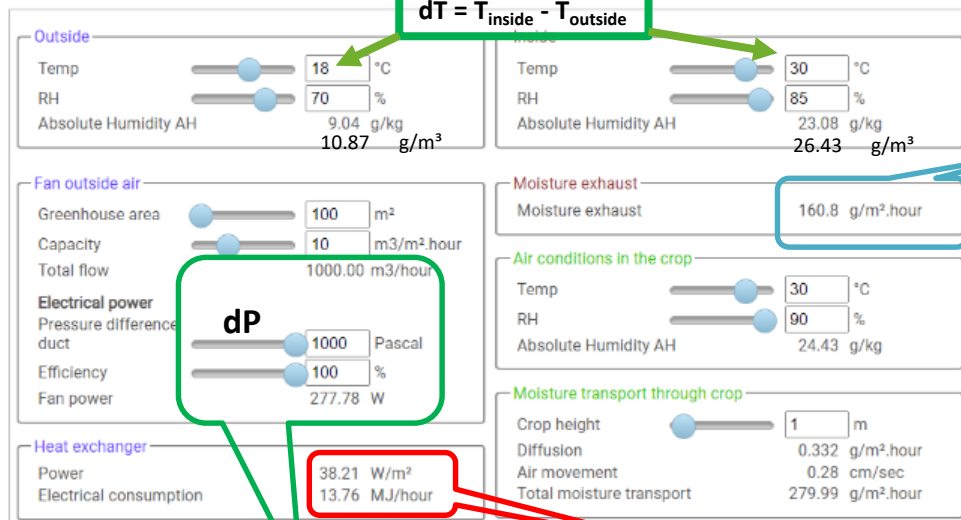 dT = Tinside - Toutside
Outside
Temp 18 °C
RH 70 %
Absolute Humidity AH 9.04 g/kg
10.87 g/m³
Inside
Temp 30 °C
RH 85 %
Absolute Humidity AH 23.08 g/kg
26.43 g/m³
Fan outside air
Greenhouse area 100 m²
Capacity 10 m3/m².hour
Total flow 1000.00 m3/hour
Electrical power
Pressure difference
duct 1000 Pascal
dP
Efficiency 100 %
Fan power 277.78 W
Heat exchanger
Power 38.21 W/m²
Electrical consumption 13.76 MJ/hour
Moisture exhaust
Moisture exhaust 160.8 g/m².hour
Air conditions in the crop
Temp 30 °C
RH 90 %
Absolute Humidity AH 24.43 g/kg
Moisture transport through crop
Crop height 1 m
Diffusion 0.332 g/m².hour
Air movement 0.28 cm/sec
Total moisture transport 279.99 g/m².hour